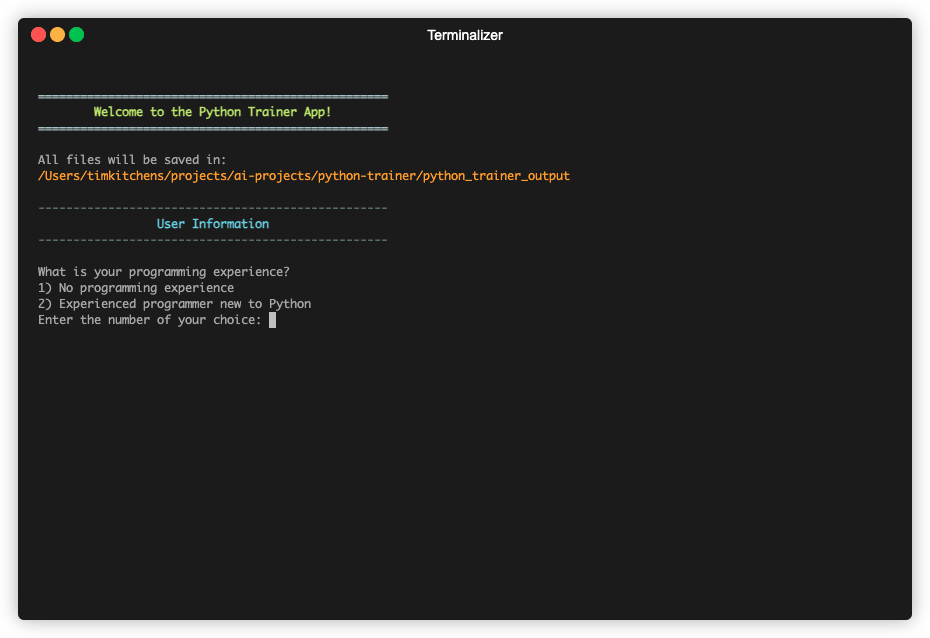 Terminalizer
==================================================
Welcome to the Python Trainer App!
==================================================
All files will be saved in:
/Users/timkitchens/projects/ai-projects/python-trainer/python_trainer_output
--------------------------------------------------
User Information
--------------------------------------------------
What is your programming experience?
1) No programming experience
2) Experienced programmer new to Python
Enter the number of your choice: